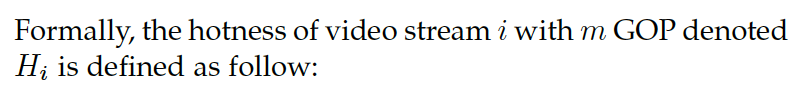 Formally, the hotness of video stream i with m GOP denoted
H_i is defined as follow: